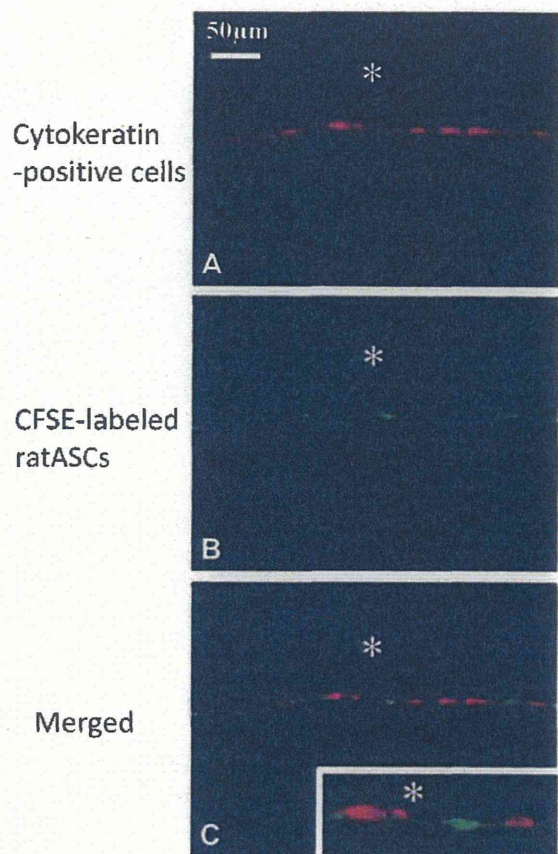 50μm
*
Cytokeratin
-positive cells
A
*
CFSE-labeled
ratASCs
B
*
Merged
*
C